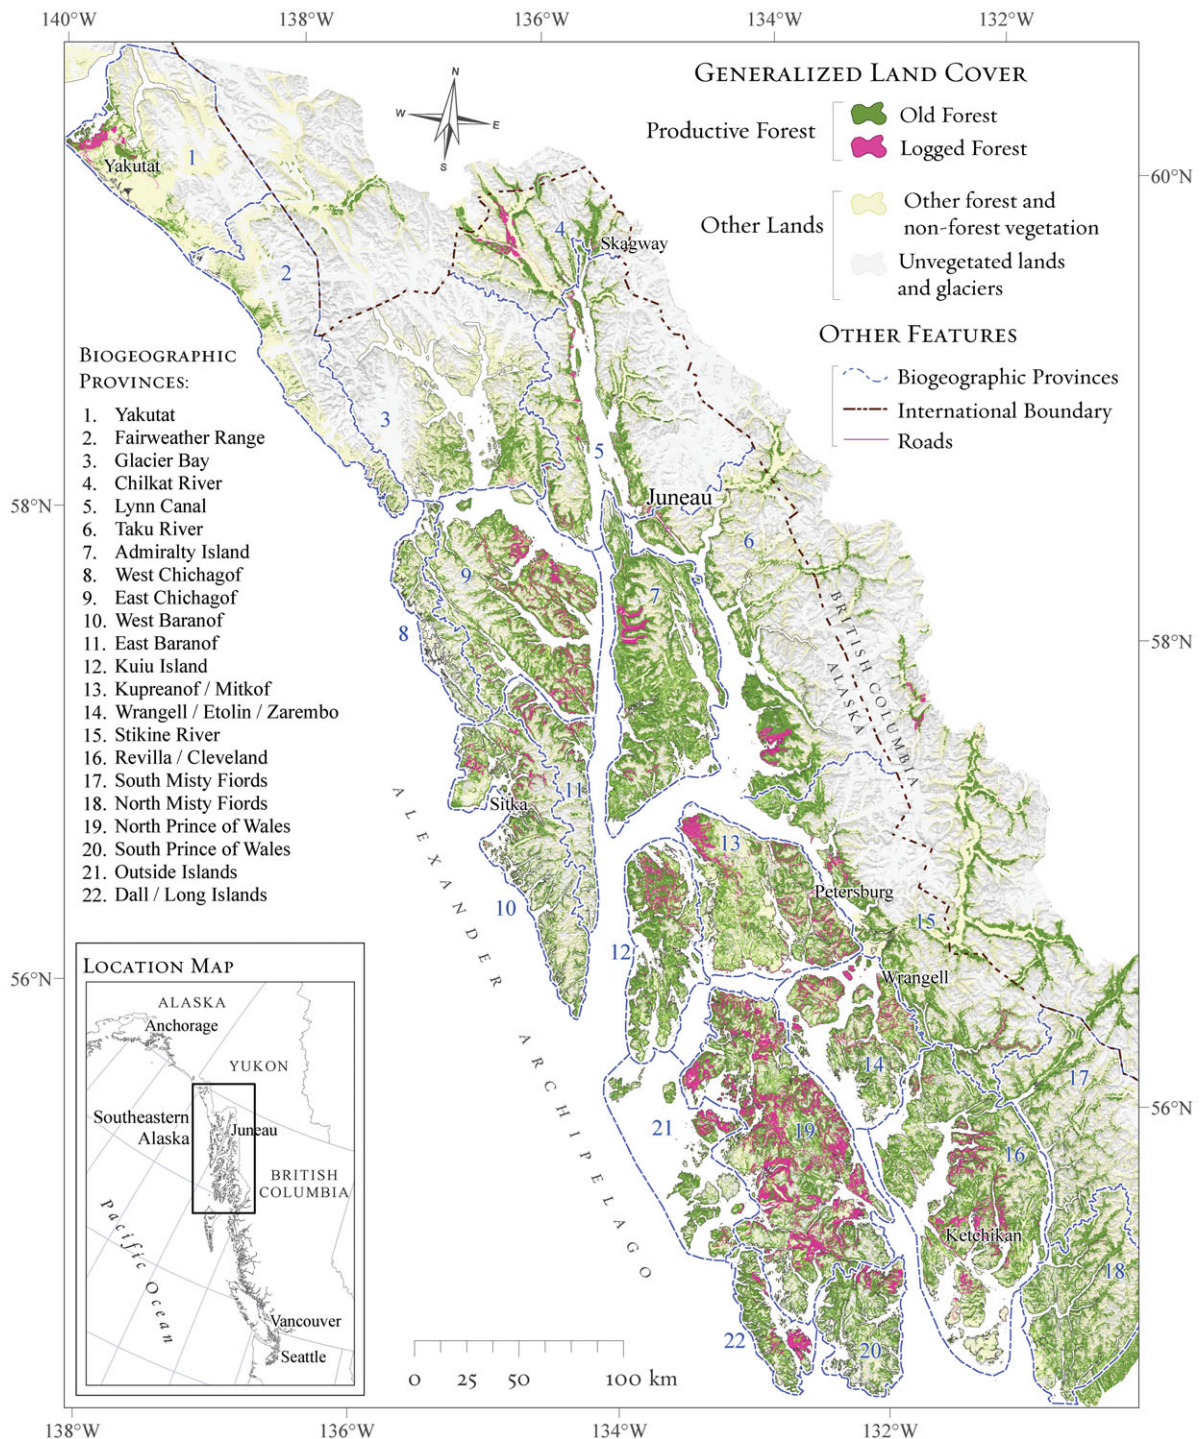 140°W
138°W
136°W
134°W
132°W
GENERALIZED LAND COVER
Productive Forest
Old Forest
Logged Forest
Other Lands
Other forest and
non-forest vegetation
Unvegetated lands
and glaciers
OTHER FEATURES
Biogeographic Provinces
International Boundary
Roads
N
W
E
S
60°N
58°N
58°N
56°N
56°N
Yakutat
1
2
3
4
Skagway
5
Juneau
6
7
8
9
10
11
Sitka
12
13
Petersburg
14
15
Wrangell
16
17
18
Ketchikan
19
20
21
22
BRITISH COLUMBIA
ALASKA
ALEXANDER ARCHIPELAGO
BIOGEOGRAPHIC
PROVINCES:
1. Yakutat
2. Fairweather Range
3. Glacier Bay
4. Chilkat River
5. Lynn Canal
6. Taku River
7. Admiralty Island
8. West Chichagof
9. East Chichagof
10. West Baranof
11. East Baranof
12. Kuiu Island
13. Kupreanof / Mitkof
14. Wrangell / Etolin / Zarembo
15. Stikine River
16. Revilla / Cleveland
17. South Misty Fiords
18. North Misty Fiords
19. North Prince of Wales
20. South Prince of Wales
21. Outside Islands
22. Dall / Long Islands
LOCATION MAP
ALASKA
Anchorage
YUKON
Southeastern
Alaska
Juneau
BRITISH
COLUMBIA
Pacific Ocean
Vancouver
Seattle
0 25 50 100 km
138°W
136°W
134°W
132°W